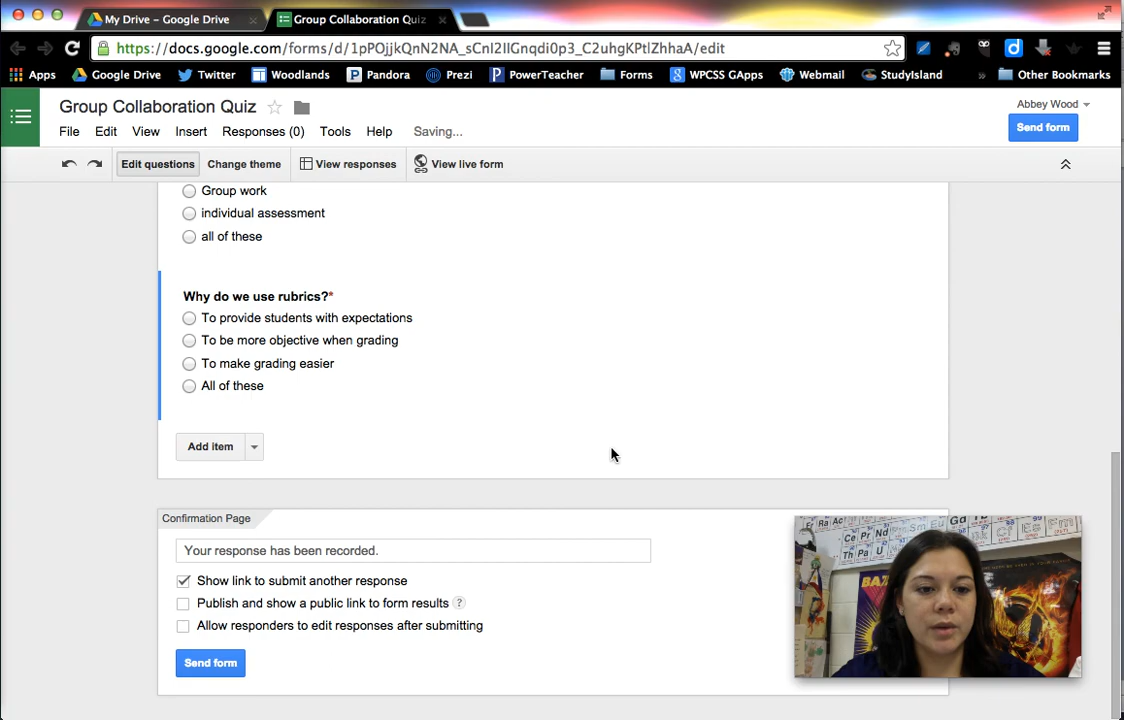 My Drive – Google Drive
Group Collaboration Quiz
https://docs.google.com/forms/d/1pPOjjkQnN2NA_sCnI2IIGnqdi0p3_C2uhgKPtlZhhaA/edit
Apps Google Drive Twitter Woodlands Pandora Prezi PowerTeacher Forms WPCSS GApps Webmail StudyIsland » Other Bookmarks
Group Collaboration Quiz
Abbey Wood
File Edit View Insert Responses (0) Tools Help Saving...
Send form
Edit questions Change theme View responses View live form
Group work
individual assessment
all of these
Why do we use rubrics?*
To provide students with expectations
To be more objective when grading
To make grading easier
All of these
Add item
Confirmation Page
Your response has been recorded.
Show link to submit another response
Publish and show a public link to form results ?
Allow responders to edit responses after submitting
Send form